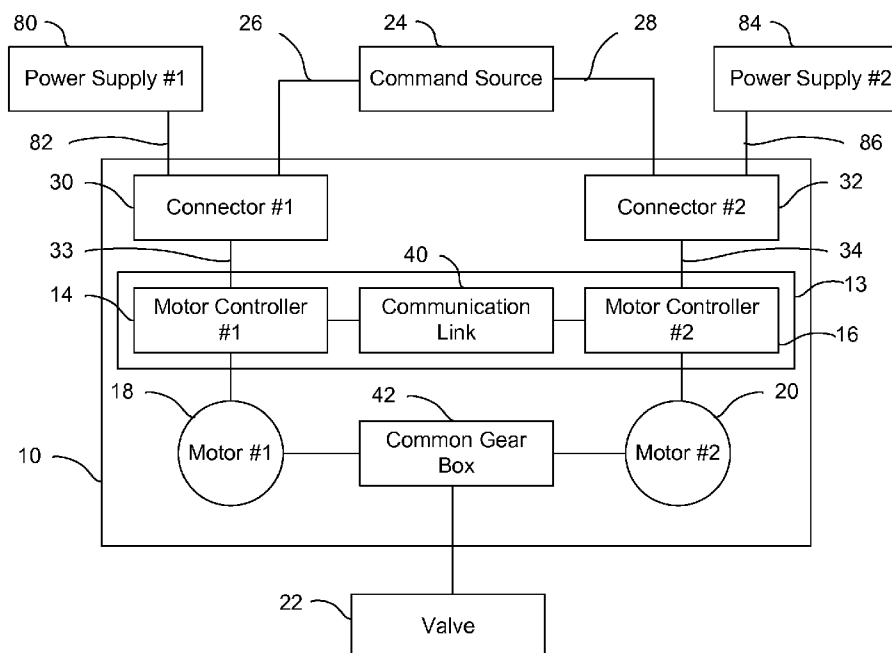 80
26
24
28
84
Power Supply #1
Command Source
Power Supply #2
82
86
30
32
Connector #1
Connector #2
33
40
34
13
14
Motor Controller
#1
Communication
Link
Motor Controller
#2
16
18
42
20
10
Motor #1
Common Gear
Box
Motor #2
22
Valve